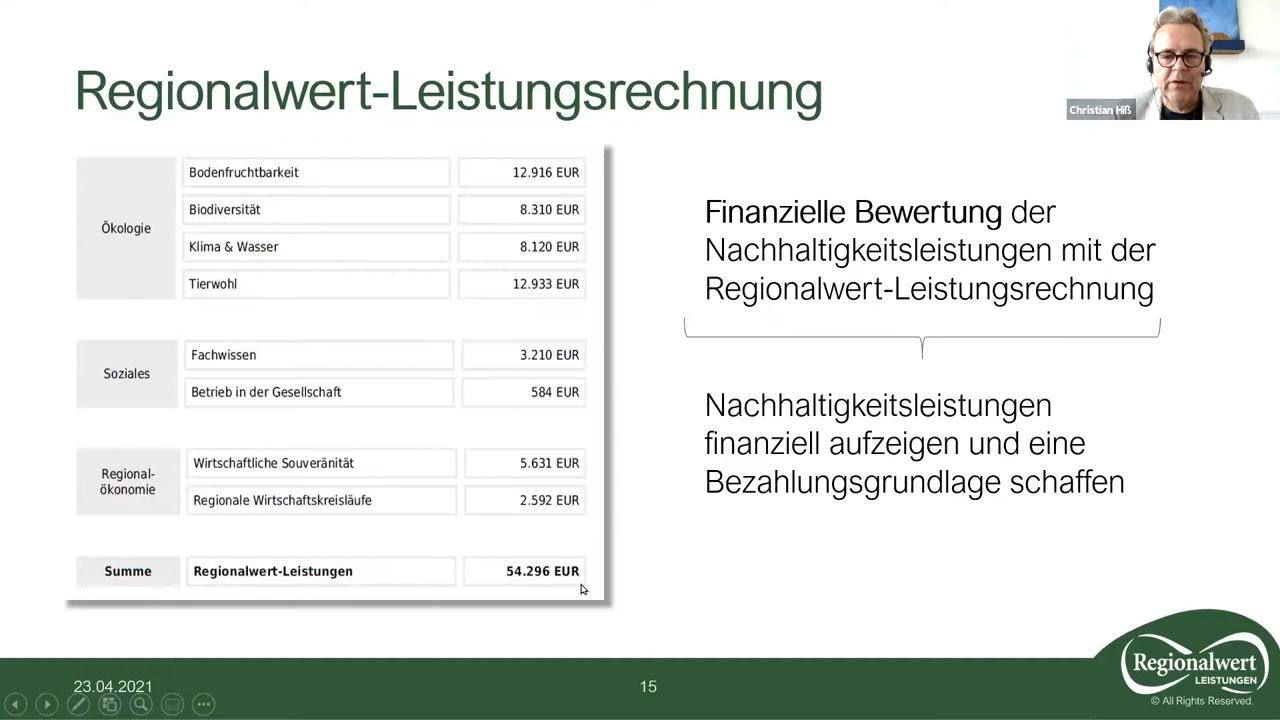 Regionalwert-Leistungsrechnung
Christian Hiß
Ökologie
Bodenfruchtbarkeit 12.916 EUR
Biodiversität 8.310 EUR
Klima & Wasser 8.120 EUR
Tierwohl 12.933 EUR
Soziales
Fachwissen 3.210 EUR
Betrieb in der Gesellschaft 584 EUR
Regional-
ökonomie
Wirtschaftliche Souveränität 5.631 EUR
Regionale Wirtschaftskreisläufe 2.592 EUR
Summe Regionalwert-Leistungen 54.296 EUR
Finanzielle Bewertung der
Nachhaltigkeitsleistungen mit der
Regionalwert-Leistungsrechnung
Nachhaltigkeitsleistungen
finanziell aufzeigen und eine
Bezahlungsgrundlage schaffen
23.04.2021
15
Regionalwert
LEISTUNGEN
© All Rights Reserved.